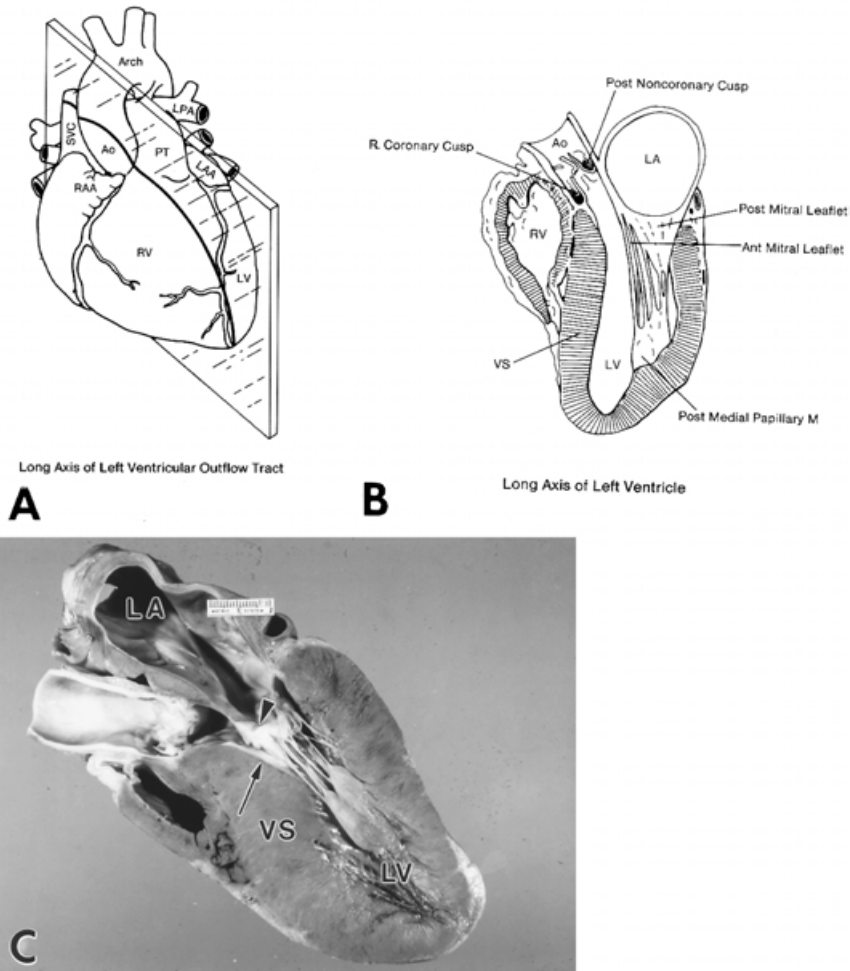 Arch
LPA
SVC
Ao
PT
LAA
RAA
RV
LV
Long Axis of Left Ventricular Outflow Tract
A
Post Noncoronary Cusp
Ao
R. Coronary Cusp
LA
Post Mitral Leaflet
RV
Ant Mitral Leaflet
VS
LV
Post Medial Papillary M
Long Axis of Left Ventricle
B
LA
VS
LV
C